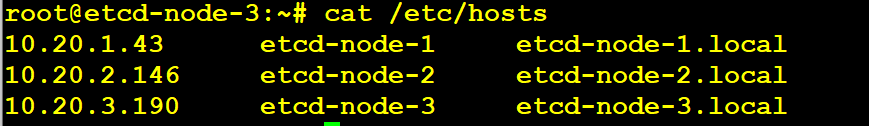 root@etcd-node-3:~# cat /etc/hosts
10.20.1.43 etcd-node-1 etcd-node-1.local
10.20.2.146 etcd-node-2 etcd-node-2.local
10.20.3.190 etcd-node-3 etcd-node-3.local